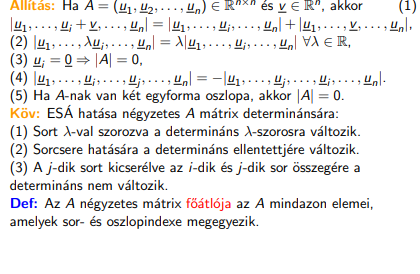 Állítás: Ha A = (u₁, u₂, . . . , uₙ) ∈ ℝⁿˣⁿ és v ∈ ℝⁿ, akkor (1)
|u₁, . . . , uᵢ + v, . . . , uₙ| = |u₁, . . . , uᵢ, . . . , uₙ| + |u₁, . . . , v, . . . , uₙ|,
(2) |u₁, . . . , λuᵢ, . . . , uₙ| = λ|u₁, . . . , uᵢ, . . . , uₙ| ∀λ ∈ ℝ,
(3) uᵢ = 0 ⇒ |A| = 0,
(4) |u₁, . . . , uᵢ, . . . , uⱼ, . . . , uₙ| = −|u₁, . . . , uⱼ, . . . , uᵢ, . . . , uₙ|.
(5) Ha A-nak van két egyforma oszlopa, akkor |A| = 0.
Köv: ESÁ hatása négyzetes A mátrix determinánsára:
(1) Sort λ-val szorozva a determináns λ-szorosra változik.
(2) Sorcsere hatására a determináns ellentettjére változik.
(3) A j-dik sort kicserélve az i-dik és j-dik sor összegére a
determináns nem változik.
Def: Az A négyzetes mátrix főátlója az A mindazon elemei,
amelyek sor- és oszlopindexe megegyezik.